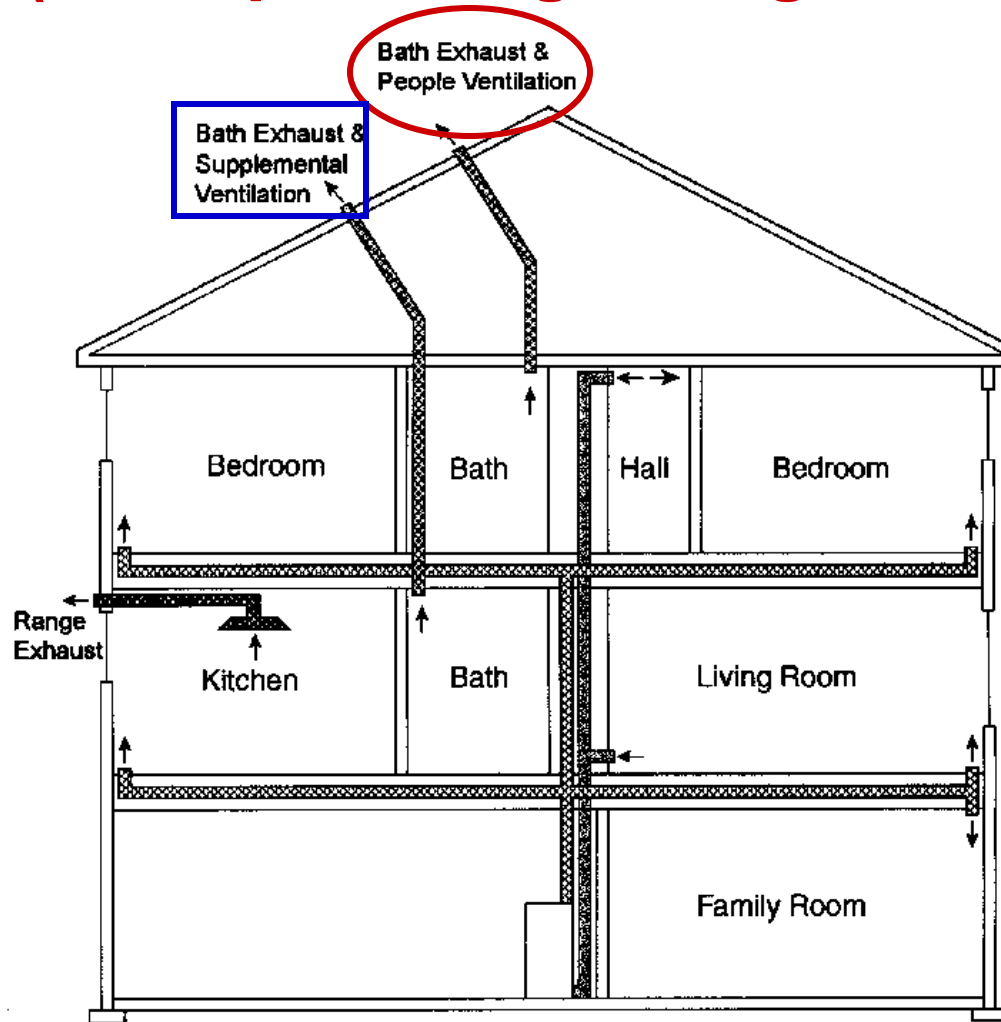 Bath Exhaust &
People Ventilation
Bath Exhaust &
Supplemental
Ventilation
Bedroom
Bath
Hall
Bedroom
Range
Exhaust
Kitchen
Bath
Living Room
Family Room